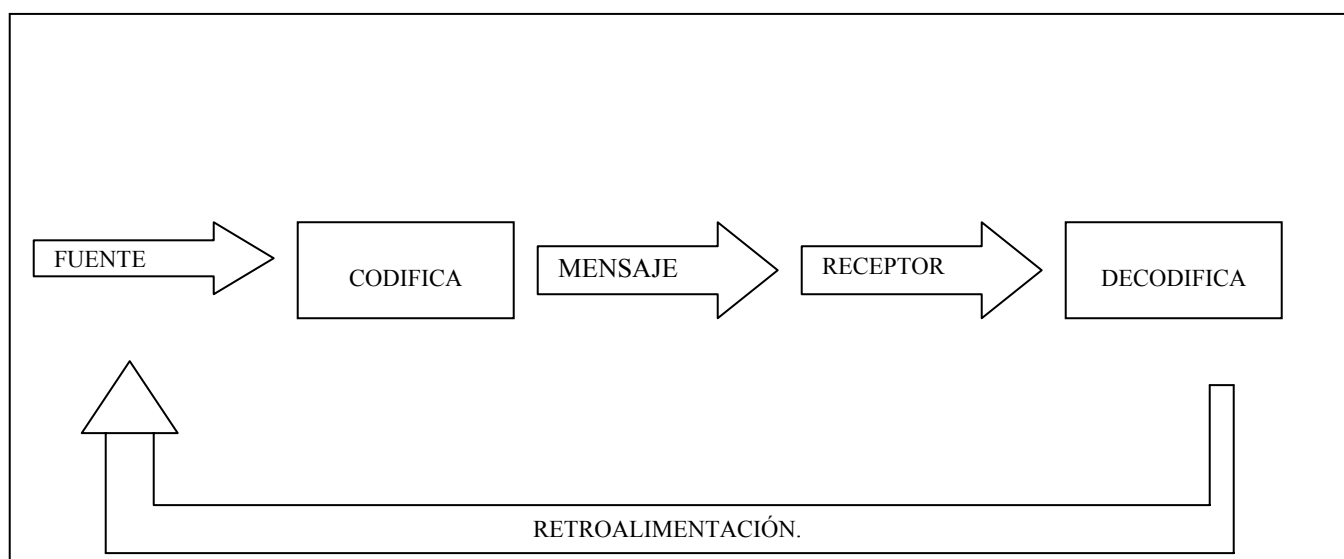 FUENTE
CODIFICA
MENSAJE
RECEPTOR
DECODIFICA
RETROALIMENTACIÓN.